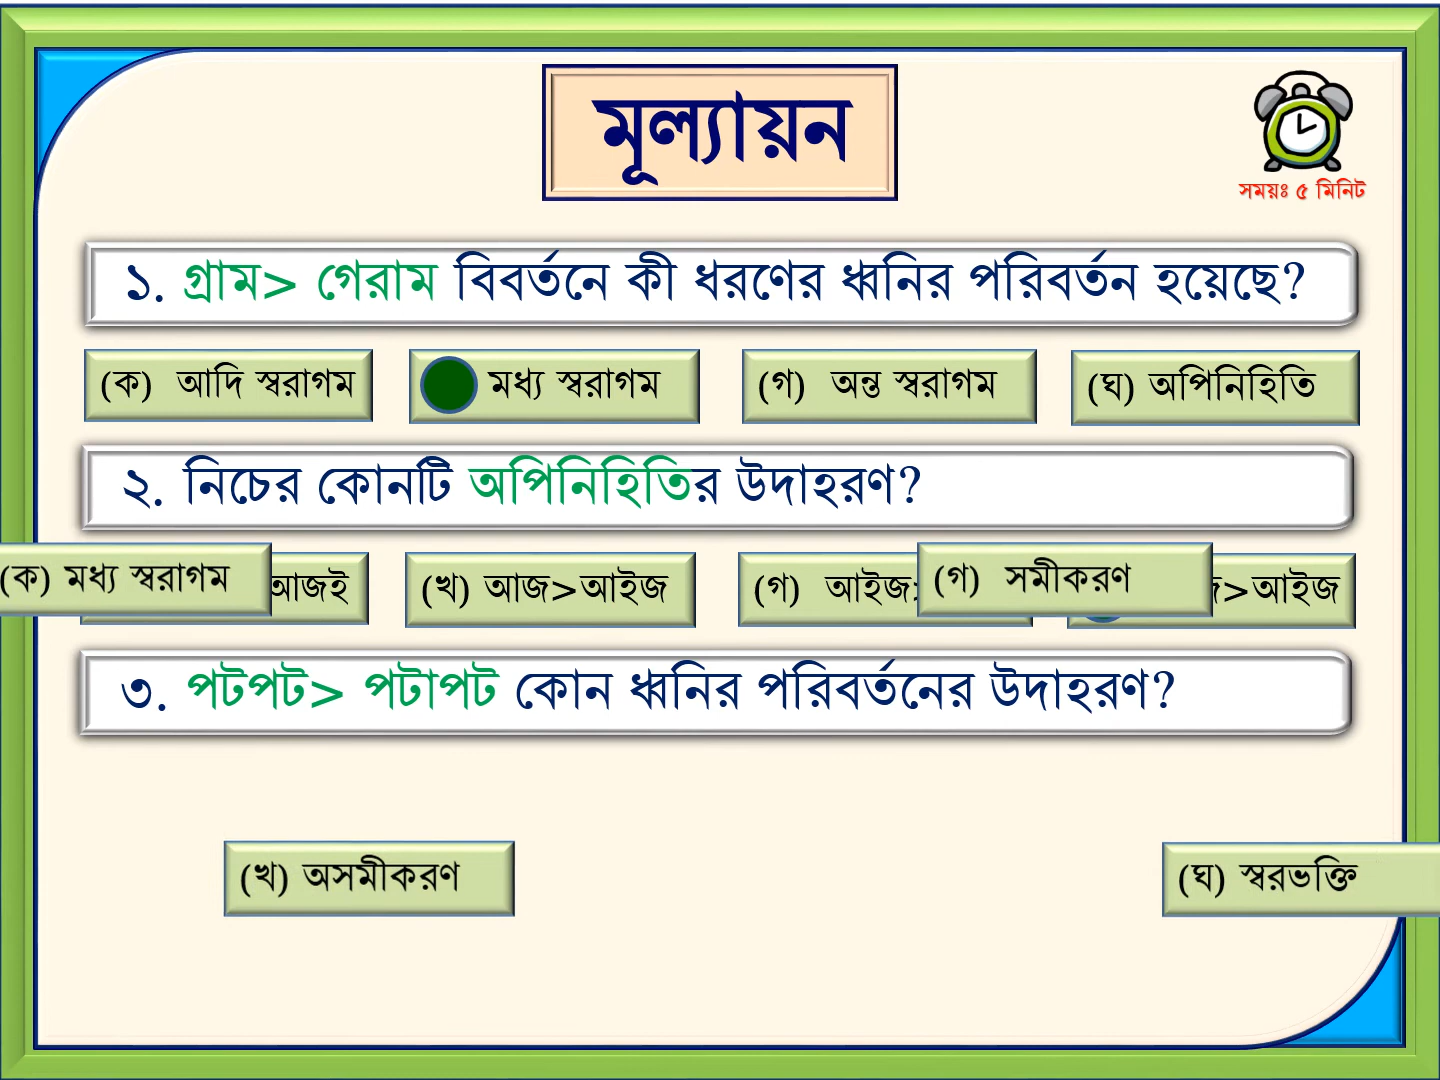 মূল্যায়ন
সময়ঃ ৫ মিনিট
১. গ্রাম> গেরাম বিবর্তনে কী ধরণের ধ্বনির পরিবর্তন হয়েছে?
(ক) আদি স্বরাগম
মধ্য স্বরাগম
(গ) অন্ত স্বরাগম
(ঘ) অপিনিহিতি
২. নিচের কোনটি অপিনিহিতির উদাহরণ?
(ক) মধ্য স্বরাগম
আজই
(খ) আজ>আইজ
(গ) আইজ
(গ) সমীকরণ
>আইজ
৩. পটপট> পটাপট কোন ধ্বনির পরিবর্তনের উদাহরণ?
(খ) অসমীকরণ
(ঘ) স্বরভক্তি